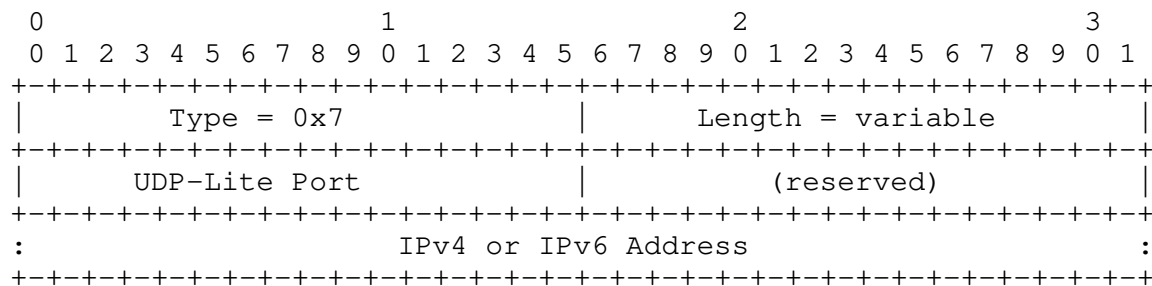 0                   1                   2                   3
 0 1 2 3 4 5 6 7 8 9 0 1 2 3 4 5 6 7 8 9 0 1 2 3 4 5 6 7 8 9 0 1
+-+-+-+-+-+-+-+-+-+-+-+-+-+-+-+-+-+-+-+-+-+-+-+-+-+-+-+-+-+-+-+-+
|        Type = 0x7             |      Length = variable        |
+-+-+-+-+-+-+-+-+-+-+-+-+-+-+-+-+-+-+-+-+-+-+-+-+-+-+-+-+-+-+-+-+
|      UDP-Lite Port            |          (reserved)           |
+-+-+-+-+-+-+-+-+-+-+-+-+-+-+-+-+-+-+-+-+-+-+-+-+-+-+-+-+-+-+-+-+
:                     IPv4 or IPv6 Address                      :
+-+-+-+-+-+-+-+-+-+-+-+-+-+-+-+-+-+-+-+-+-+-+-+-+-+-+-+-+-+-+-+-+